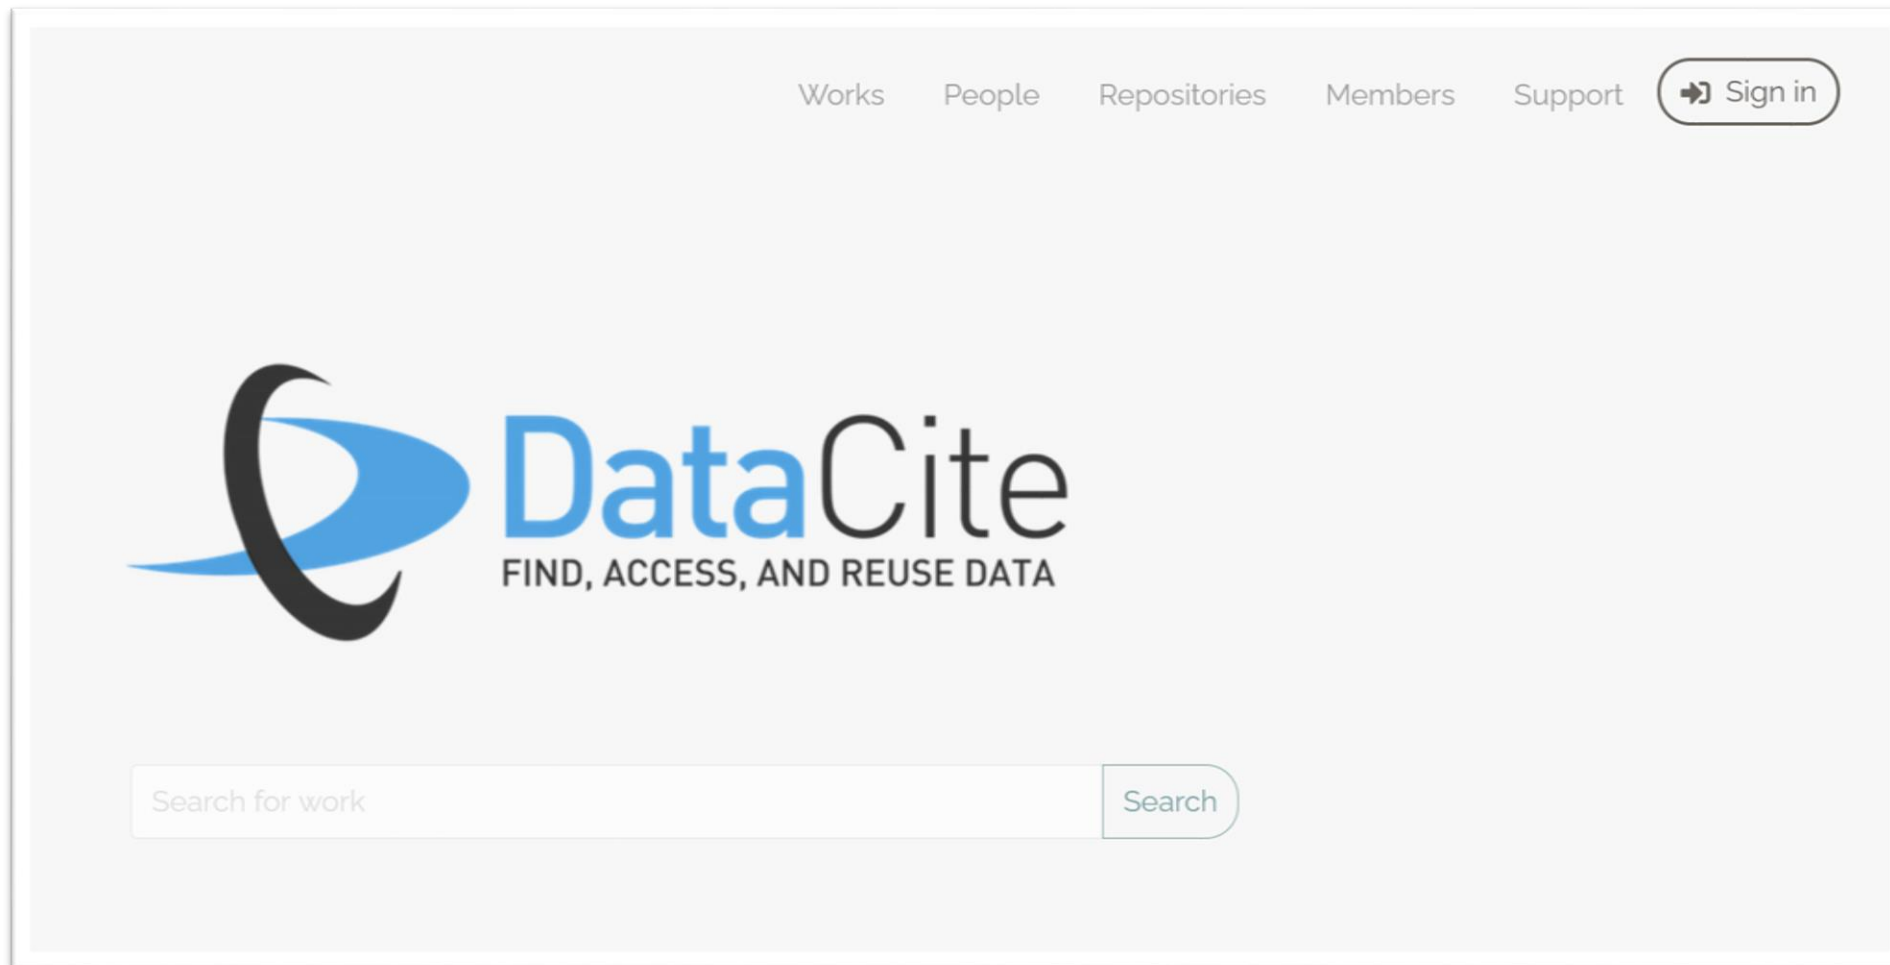 Works People Repositories Members Support Sign in
DataCite
FIND, ACCESS, AND REUSE DATA
Search for work Search